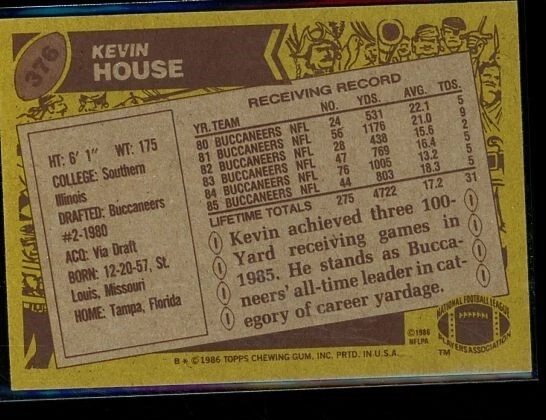 376
KEVIN
HOUSE
HT: 6' 1" WT: 175
COLLEGE: Southern
Illinois
DRAFTED: Buccaneers
#2-1980
ACQ: Via Draft
BORN: 12-20-57, St.
Louis, Missouri
HOME: Tampa, Florida
RECEIVING RECORD
YR. TEAM NO. YDS. AVG. TDS.
80 BUCCANEERS NFL 24 531 22.1 5
81 BUCCANEERS NFL 56 1176 21.0 9
82 BUCCANEERS NFL 28 438 15.6 2
83 BUCCANEERS NFL 47 769 16.4 5
84 BUCCANEERS NFL 76 1005 13.2 5
85 BUCCANEERS NFL 44 803 18.3 5
LIFETIME TOTALS 275 4722 17.2 31
Kevin achieved three 100-
Yard receiving games in
1985. He stands as Bucca-
neers' all-time leader in cat-
egory of career yardage.
©1986
NFLPA
NATIONAL FOOTBALL LEAGUE
PLAYERS ASSOCIATION
TM
B * © 1986 TOPPS CHEWING GUM, INC. PRTD. IN U.S.A.